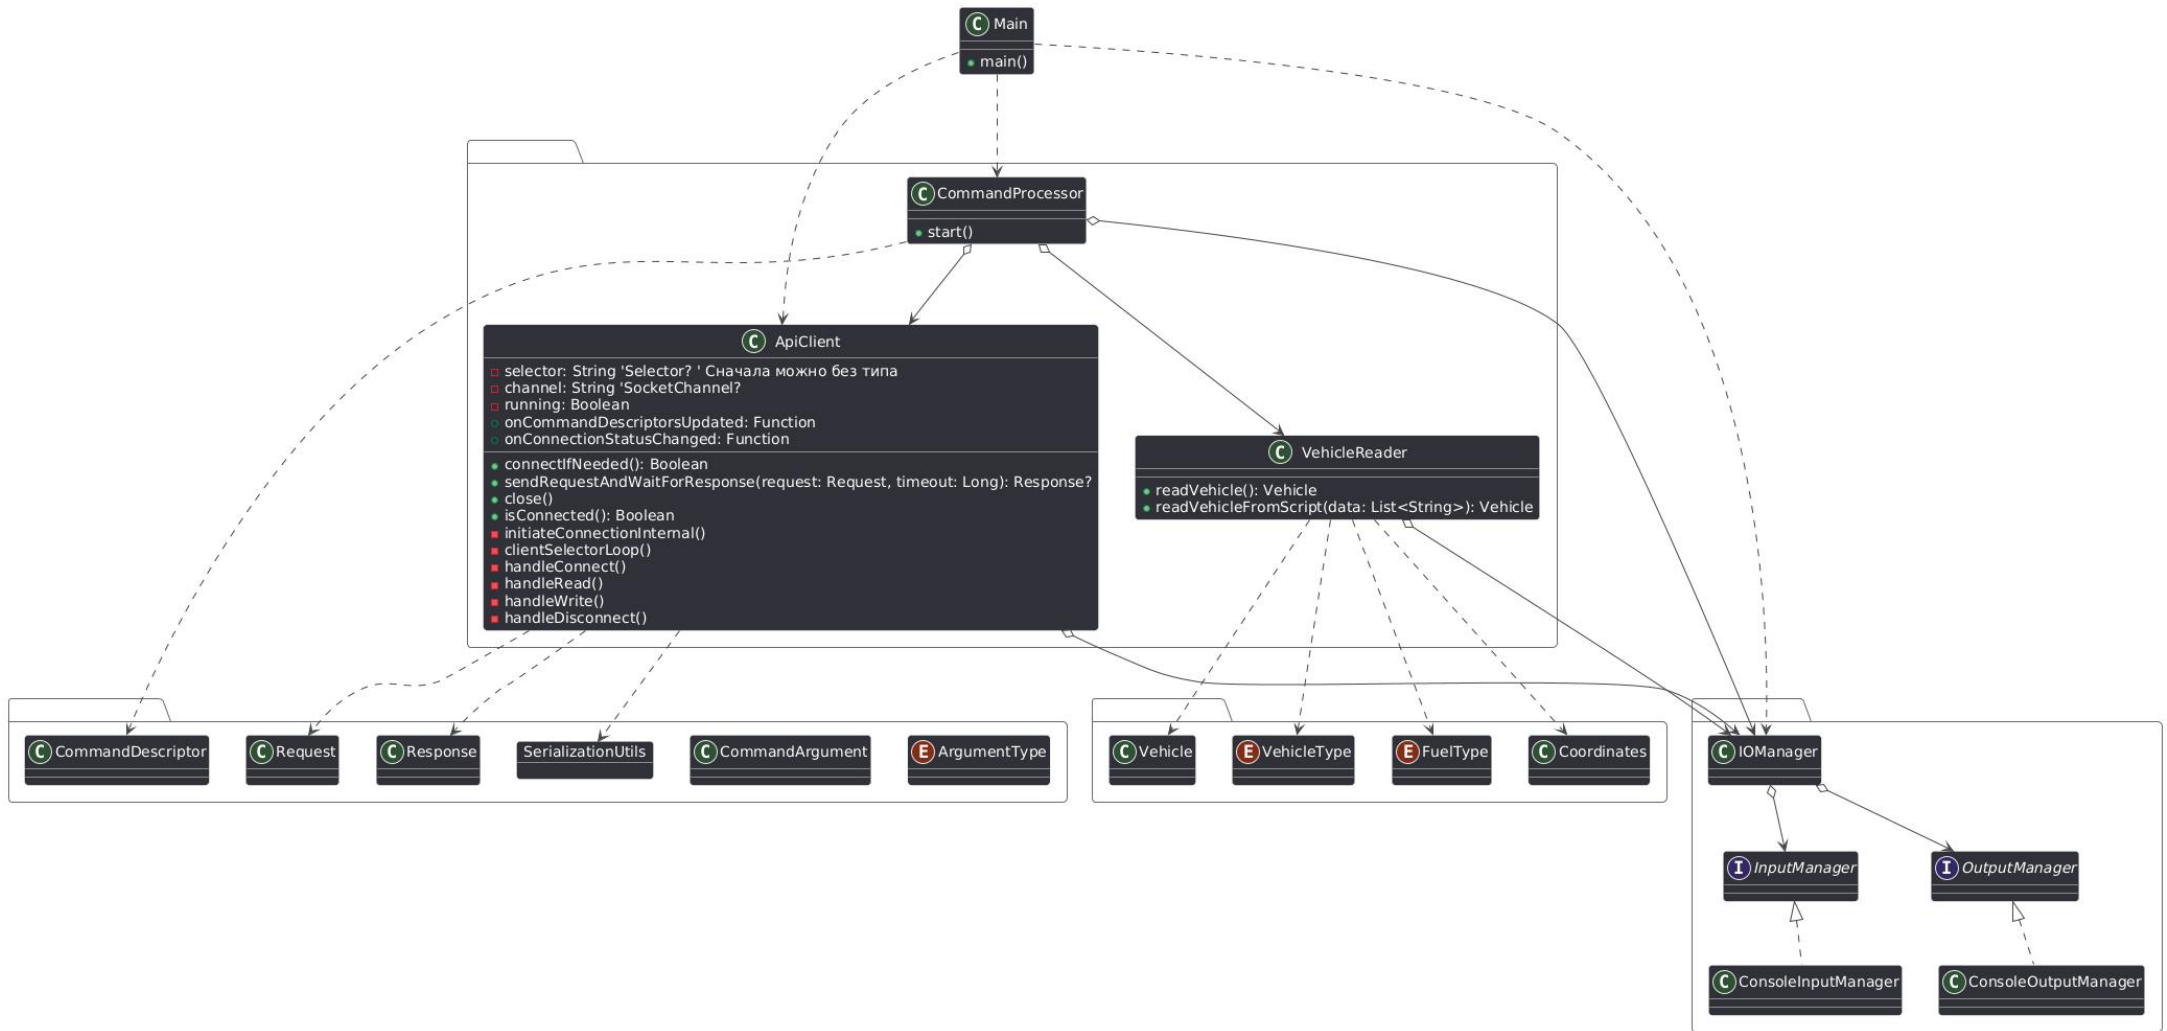 C Main
main()
C CommandProcessor
start()
C ApiClient
selector: String 'Selector? ' Сначала можно без типа
channel: String 'SocketChannel?
running: Boolean
onCommandDescriptorsUpdated: Function
onConnectionStatusChanged: Function
connectIfNeeded(): Boolean
sendRequestAndWaitForResponse(request: Request, timeout: Long): Response?
close()
isConnected(): Boolean
initiateConnectionInternal()
clientSelectorLoop()
handleConnect()
handleRead()
handleWrite()
handleDisconnect()
C VehicleReader
readVehicle(): Vehicle
readVehicleFromScript(data: List<String>): Vehicle
C CommandDescriptor
C Request
C Response
SerializationUtils
C CommandArgument
E ArgumentType
C Vehicle
E VehicleType
E FuelType
C Coordinates
C IOManager
I InputManager
I OutputManager
C ConsoleInputManager
C ConsoleOutputManager